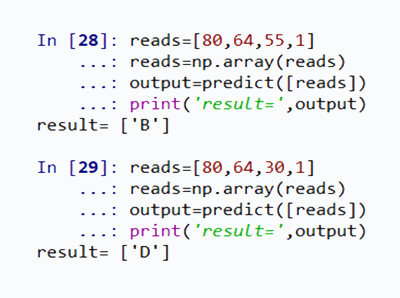 In [28]: reads=[80,64,55,1]
...: reads=np.array(reads)
...: output=predict([reads])
...: print('result=',output)
result= ['B']
In [29]: reads=[80,64,30,1]
...: reads=np.array(reads)
...: output=predict([reads])
...: print('result=',output)
result= ['D']